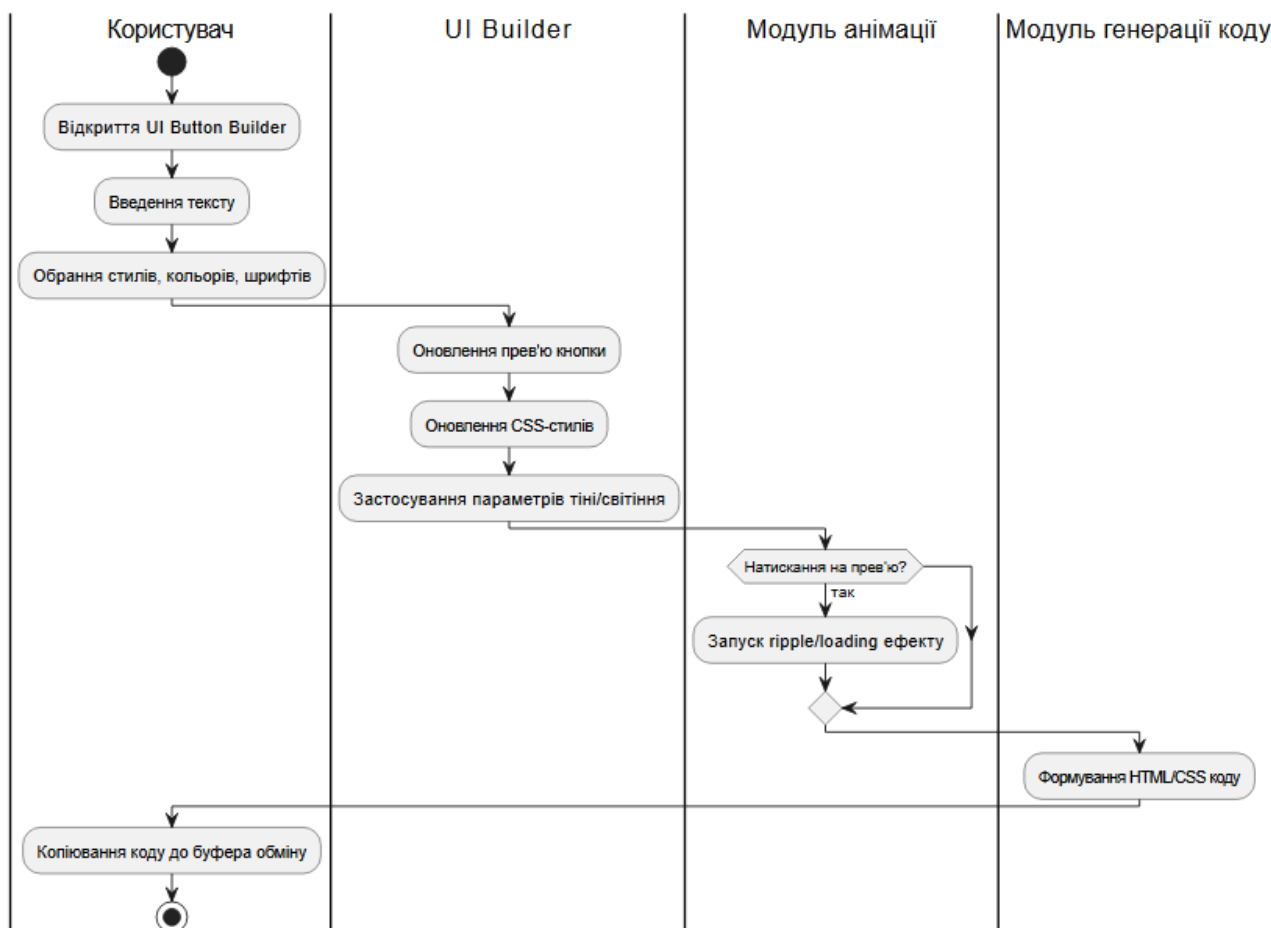 Користувач
UI Builder
Модуль анімації
Модуль генерації коду
Відкриття UI Button Builder
Введення тексту
Обрання стилів, кольорів, шрифтів
Оновлення прев'ю кнопки
Оновлення CSS-стилів
Застосування параметрів тіні/світіння
Натискання на прев'ю?
так
Запуск ripple/loading ефекту
Формування HTML/CSS коду
Копіювання коду до буфера обміну